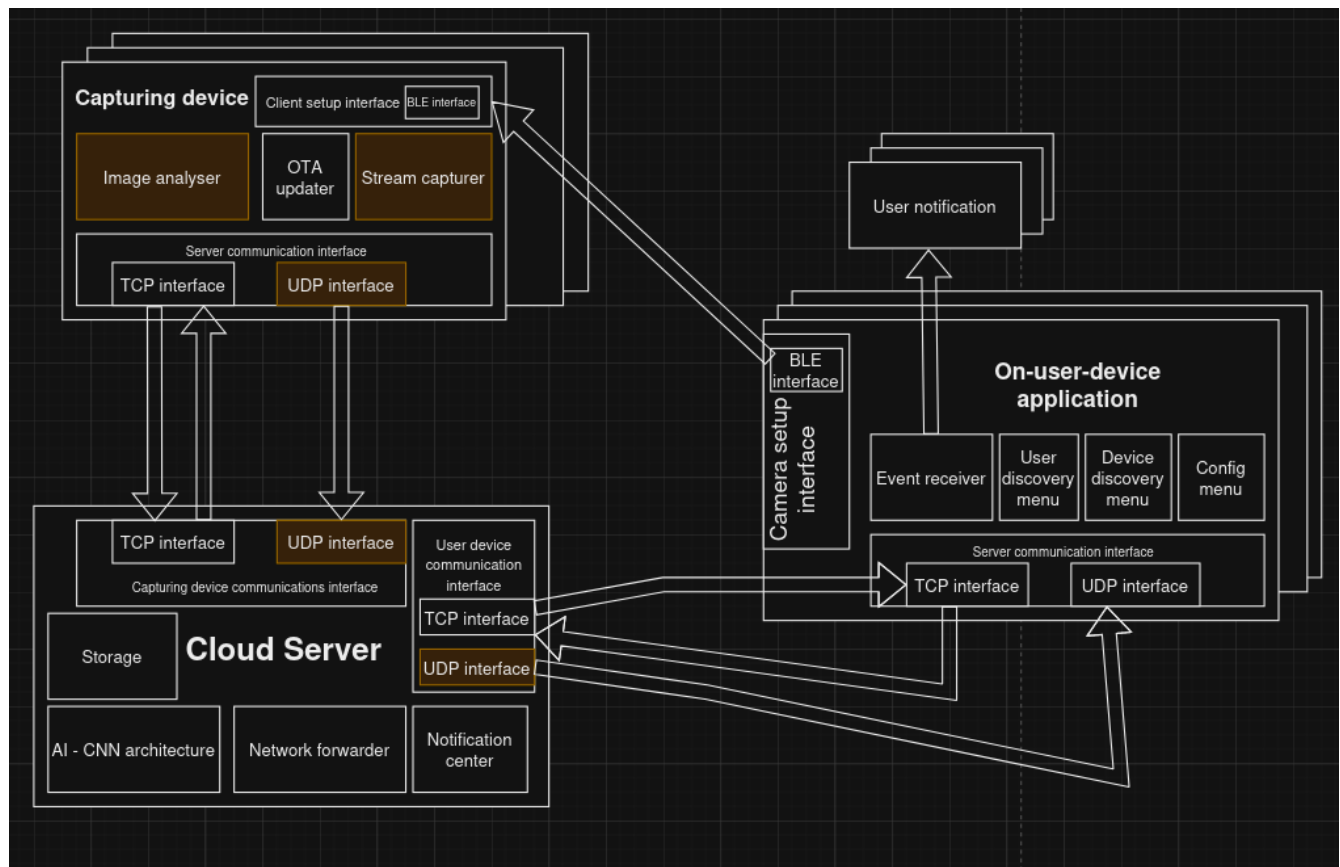 Capturing device
Client setup interface
BLE interface
Image analyser
OTA
updater
Stream capturer
Server communication interface
TCP interface
UDP interface
User notification
BLE
interface
Camera setup
interface
On-user-device
application
Event receiver
User
discovery
menu
Device
discovery
menu
Config
menu
Server communication interface
TCP interface
UDP interface
TCP interface
UDP interface
Capturing device communications interface
User device
communication
interface
TCP interface
UDP interface
Storage
Cloud Server
AI - CNN architecture
Network forwarder
Notification
center